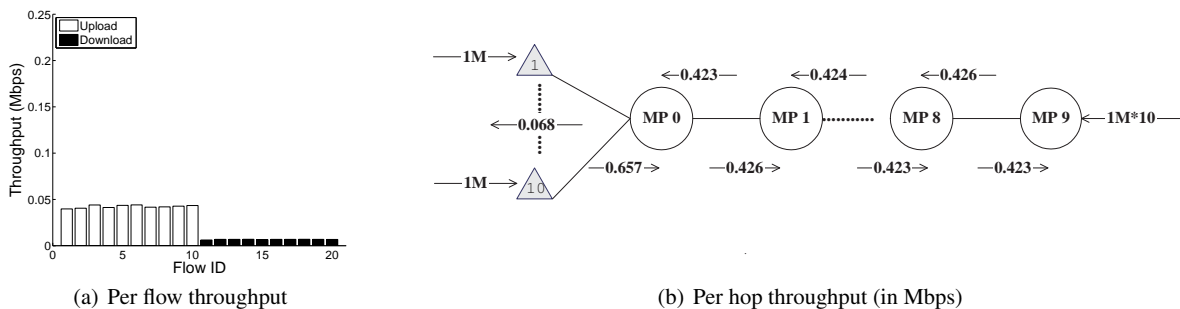 0.25
0.2
0.15
0.1
0.05
0
Throughput (Mbps)
Upload
Download
0 5 10 15 20
Flow ID
(a) Per flow throughput
1M
1
0.423
0.424
0.426
MP 0
MP 1
MP 8
MP 9
1M*10
0.068
1M
10
0.657
0.426
0.423
0.423
(b) Per hop throughput (in Mbps)